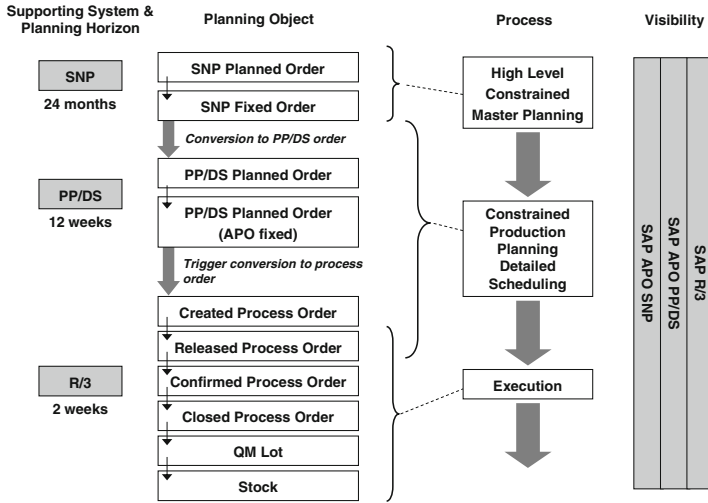 Supporting System &
Planning Horizon
Planning Object
Process
Visibility
SNP
24 months
SNP Planned Order
SNP Fixed Order
Conversion to PP/DS order
High Level
Constrained
Master Planning
PP/DS
12 weeks
PP/DS Planned Order
PP/DS Planned Order
(APO fixed)
Trigger conversion to process
order
Constrained
Production
Planning
Detailed
Scheduling
Created Process Order
Released Process Order
R/3
2 weeks
Confirmed Process Order
Closed Process Order
QM Lot
Stock
Execution
SAP APO SNP
SAP APO PP/DS
SAP R/3